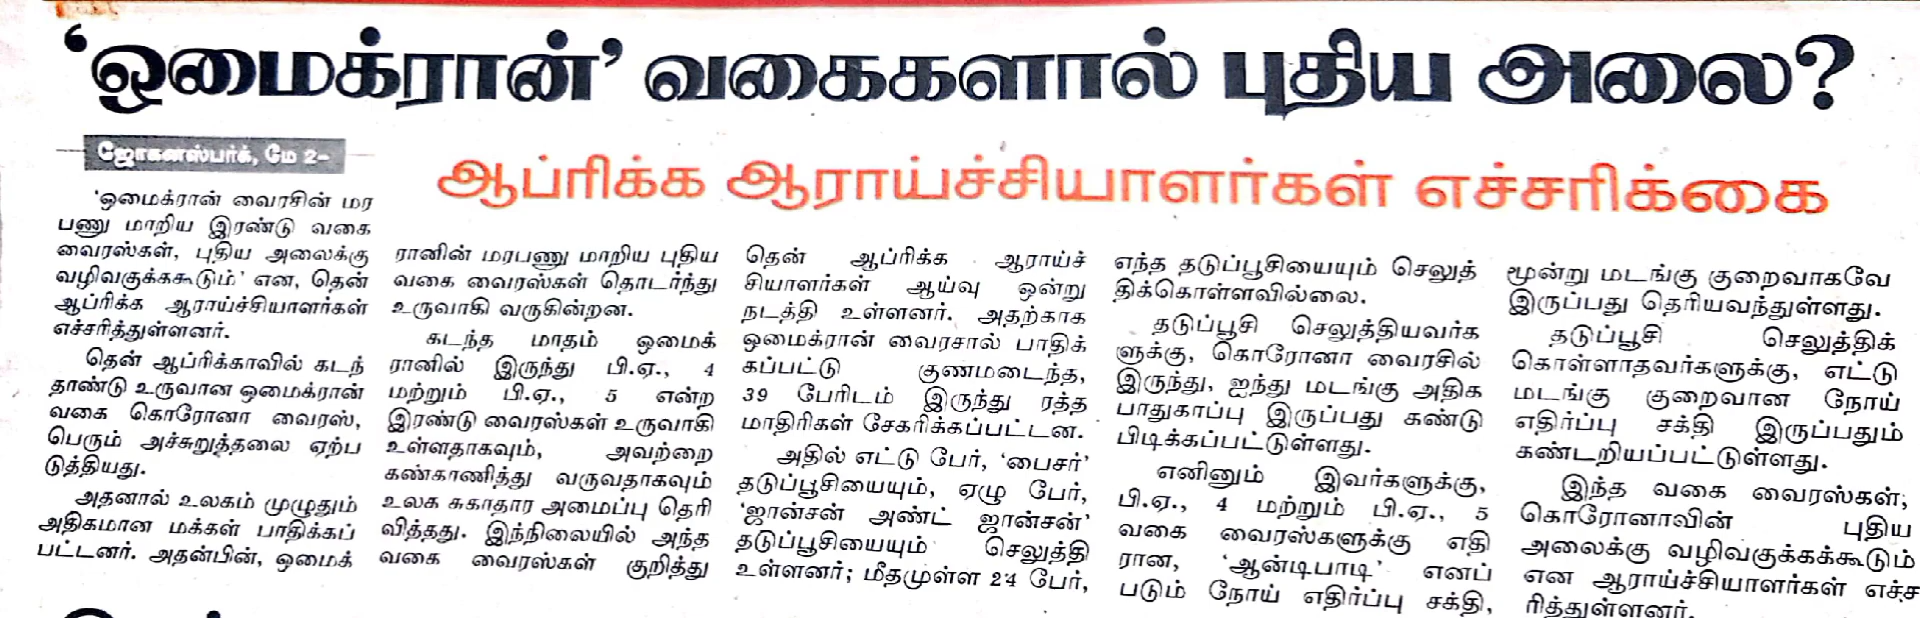 ‘ஒமைக்ரான்’ வகைகளால் புதிய அலை?
ஆப்ரிக்க ஆராய்ச்சியாளர்கள் எச்சரிக்கை
ஜோகனஸ்பர்க், மே 2-
‘ஒமைக்ரான் வைரசின் மர
பணு மாறிய இரண்டு வகை
வைரஸ்கள், புதிய அலைக்கு
வழிவகுக்ககூடும்’ என, தென்
ஆப்ரிக்க ஆராய்ச்சியாளர்கள்
எச்சரித்துள்ளனர்.
தென் ஆப்ரிக்காவில் கடந்
தாண்டு உருவான ஒமைக்ரான்
வகை கொரோனா வைரஸ்,
பெரும் அச்சுறுத்தலை ஏற்ப
டுத்தியது.
அதனால் உலகம் முழுதும்
அதிகமான மக்கள் பாதிக்கப்
பட்டனர். அதன்பின், ஒமைக்
ரானின் மரபணு மாறிய புதிய
வகை வைரஸ்கள் தொடர்ந்து
உருவாகி வருகின்றன.
கடந்த மாதம் ஒமைக்
ரானில் இருந்து பி.ஏ., 4
மற்றும் பி.ஏ., 5 என்ற
இரண்டு வைரஸ்கள் உருவாகி
உள்ளதாகவும், அவற்றை
கண்காணித்து வருவதாகவும்
உலக சுகாதார அமைப்பு தெரி
வித்தது. இந்நிலையில் அந்த
வகை வைரஸ்கள் குறித்து
தென் ஆப்ரிக்க ஆராய்ச்
சியாளர்கள் ஆய்வு ஒன்று
நடத்தி உள்ளனர். அதற்காக
ஒமைக்ரான் வைரசால் பாதிக்
கப்பட்டு குணமடைந்த,
39 பேரிடம் இருந்து ரத்த
மாதிரிகள் சேகரிக்கப்பட்டன.
அதில் எட்டு பேர், ‘பைசர்’
தடுப்பூசியையும், ஏழு பேர்,
‘ஜான்சன் அண்ட் ஜான்சன்’
தடுப்பூசியையும் செலுத்தி
உள்ளனர்; மீதமுள்ள 24 பேர்,
எந்த தடுப்பூசியையும் செலுத்
திக்கொள்ளவில்லை.
தடுப்பூசி செலுத்தியவர்க
ளுக்கு, கொரோனா வைரசில்
இருந்து, ஐந்து மடங்கு அதிக
பாதுகாப்பு இருப்பது கண்டு
பிடிக்கப்பட்டுள்ளது.
எனினும் இவர்களுக்கு,
பி.ஏ., 4 மற்றும் பி.ஏ., 5
வகை வைரஸ்களுக்கு எதி
ரான, ‘ஆன்டிபாடி’ எனப்
படும் நோய் எதிர்ப்பு சக்தி,
மூன்று மடங்கு குறைவாகவே
இருப்பது தெரியவந்துள்ளது.
தடுப்பூசி செலுத்திக்
கொள்ளாதவர்களுக்கு, எட்டு
மடங்கு குறைவான நோய்
எதிர்ப்பு சக்தி இருப்பதும்
கண்டறியப்பட்டுள்ளது.
இந்த வகை வைரஸ்கள்,
கொரோனாவின் புதிய
அலைக்கு வழிவகுக்கக்கூடும்
என ஆராய்ச்சியாளர்கள் எச்ச
ரித்துள்ளனர்.